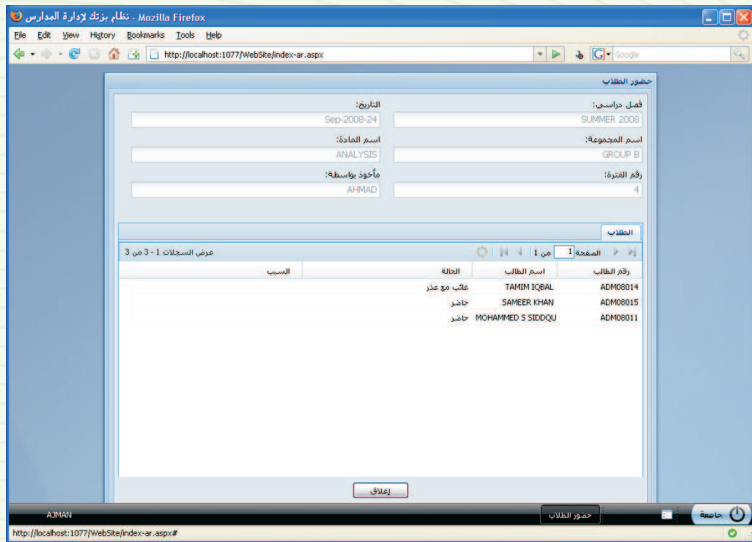 نظام بزنك لإدارة المدارس - Mozilla Firefox
File Edit View History Bookmarks Tools Help
http://localhost:1077/WebSite/index-ar.aspx
Google
حضور الطلاب
فصل دراسي: التاريخ:
SUMMER 2008 Sep-2008-24
اسم المجموعة: اسم المادة:
GROUP B ANALYSIS
رقم الفترة: مأخوذ بواسطة:
4 AHMAD
الطلاب
الصفحة 1 من 1 عرض السجلات 1 - 3 من 3
رقم الطالب اسم الطالب الحالة السبب
ADM08014 TAMIM IQBAL غائب مع عذر
ADM08015 SAMEER KHAN حاضر
ADM08011 MOHAMMED S SIDDQU حاضر
إغلاق
جامعة حضور الطلاب AJMAN
http://localhost:1077/WebSite/index-ar.aspx#